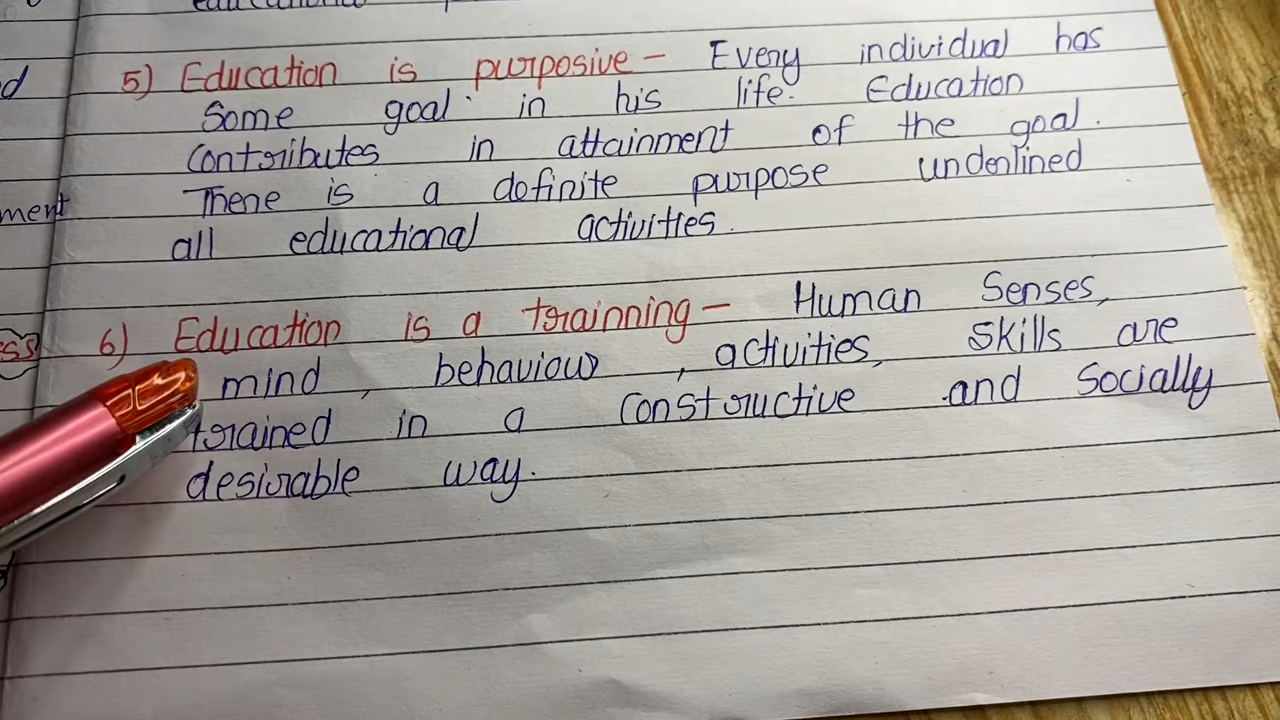 5) Education is purposive - Every individual has
Some goal in his life. Education
Contributes in attainment of the goal.
There is a definite purpose underlined
all educational activities.
6) Education is a trainning - Human Senses,
mind, behaviour, activities, skills are
trained in a constructive and Socially
desirable way.